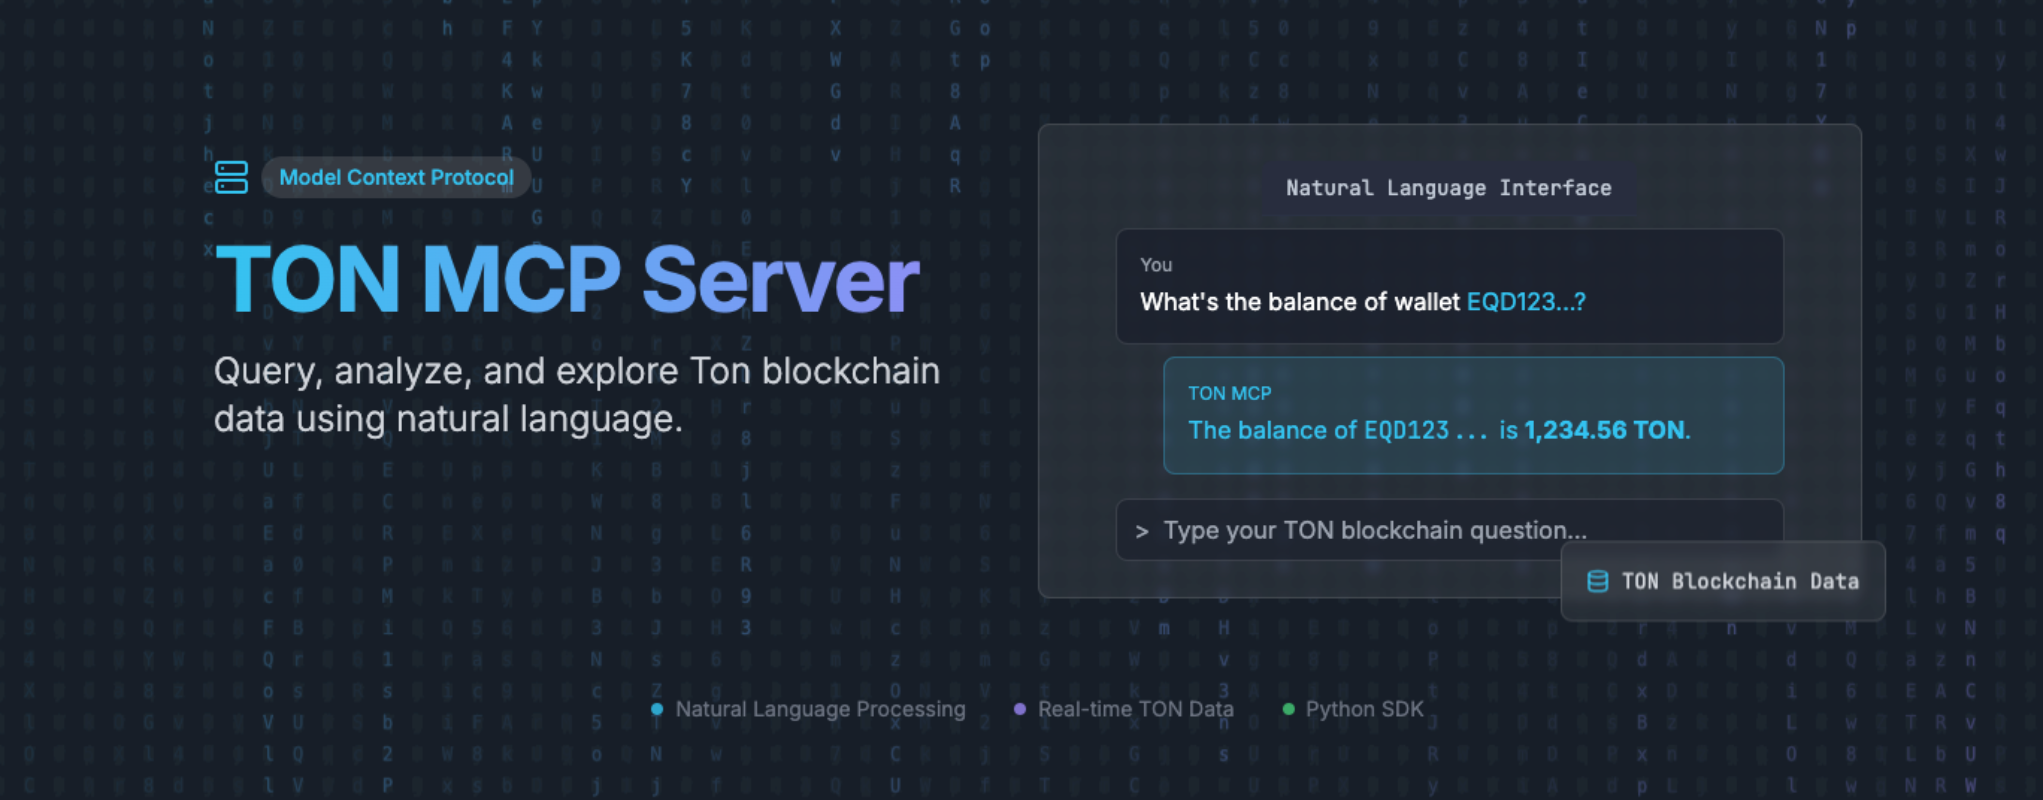 Model Context Protocol
TON MCP Server
Query, analyze, and explore Ton blockchain
data using natural language.
Natural Language Interface
You
What's the balance of wallet EQD123...?
TON MCP
The balance of EQD123 ... is 1,234.56 TON.
> Type your TON blockchain question...
TON Blockchain Data
Natural Language Processing
Real-time TON Data
Python SDK